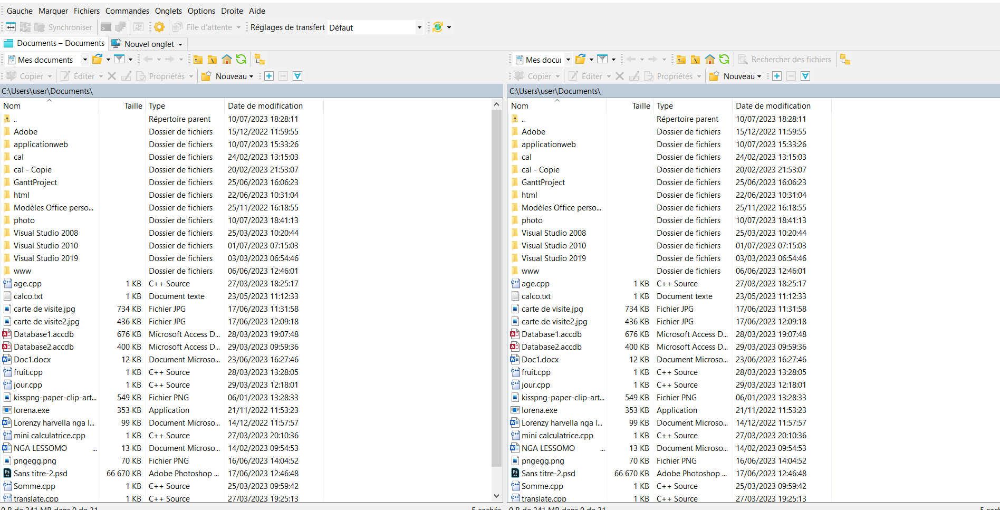 Gauche Marquer Fichiers Commandes Onglets Options Droite Aide
Synchroniser File d'attente Réglages de transfert Défaut
Documents – Documents Nouvel onglet
Mes documents Mes docur Rechercher des fichiers
Copier Éditer Propriétés Nouveau Copier Éditer Propriétés Nouveau
C:\Users\user\Documents\ C:\Users\user\Documents\
Nom Taille Type Date de modification Nom Taille Type Date de modification
.. Répertoire parent 10/07/2023 18:28:11 .. Répertoire parent 10/07/2023 18:28:11
Adobe Dossier de fichiers 15/12/2022 11:59:55 Adobe Dossier de fichiers 15/12/2022 11:59:55
applicationweb Dossier de fichiers 10/07/2023 15:33:26 applicationweb Dossier de fichiers 10/07/2023 15:33:26
cal Dossier de fichiers 24/02/2023 13:15:03 cal Dossier de fichiers 24/02/2023 13:15:03
cal - Copie Dossier de fichiers 20/02/2023 21:53:07 cal - Copie Dossier de fichiers 20/02/2023 21:53:07
GanttProject Dossier de fichiers 25/06/2023 16:06:23 GanttProject Dossier de fichiers 25/06/2023 16:06:23
html Dossier de fichiers 22/06/2023 10:31:04 html Dossier de fichiers 22/06/2023 10:31:04
Modèles Office perso... Dossier de fichiers 25/11/2022 16:18:55 Modèles Office perso... Dossier de fichiers 25/11/2022 16:18:55
photo Dossier de fichiers 10/07/2023 18:41:13 photo Dossier de fichiers 10/07/2023 18:41:13
Visual Studio 2008 Dossier de fichiers 25/03/2023 10:20:44 Visual Studio 2008 Dossier de fichiers 25/03/2023 10:20:44
Visual Studio 2010 Dossier de fichiers 01/07/2023 07:15:03 Visual Studio 2010 Dossier de fichiers 01/07/2023 07:15:03
Visual Studio 2019 Dossier de fichiers 03/03/2023 06:54:46 Visual Studio 2019 Dossier de fichiers 03/03/2023 06:54:46
www Dossier de fichiers 06/06/2023 12:46:01 www Dossier de fichiers 06/06/2023 12:46:01
age.cpp 1 KB C++ Source 27/03/2023 18:25:17 age.cpp 1 KB C++ Source 27/03/2023 18:25:17
calco.txt 1 KB Document texte 23/05/2023 11:12:33 calco.txt 1 KB Document texte 23/05/2023 11:12:33
carte de visite.jpg 734 KB Fichier JPG 17/06/2023 11:31:58 carte de visite.jpg 734 KB Fichier JPG 17/06/2023 11:31:58
carte de visite2.jpg 436 KB Fichier JPG 17/06/2023 12:09:18 carte de visite2.jpg 436 KB Fichier JPG 17/06/2023 12:09:18
Database1.accdb 676 KB Microsoft Access D... 28/03/2023 19:07:48 Database1.accdb 676 KB Microsoft Access D... 28/03/2023 19:07:48
Database2.accdb 400 KB Microsoft Access D... 29/03/2023 09:59:36 Database2.accdb 400 KB Microsoft Access D... 29/03/2023 09:59:36
Doc1.docx 12 KB Document Microso... 23/06/2023 16:27:46 Doc1.docx 12 KB Document Microso... 23/06/2023 16:27:46
fruit.cpp 1 KB C++ Source 28/03/2023 13:28:05 fruit.cpp 1 KB C++ Source 28/03/2023 13:28:05
jour.cpp 1 KB C++ Source 29/03/2023 12:18:01 jour.cpp 1 KB C++ Source 29/03/2023 12:18:01
kisspng-paper-clip-art... 549 KB Fichier PNG 06/01/2023 13:28:33 kisspng-paper-clip-art... 549 KB Fichier PNG 06/01/2023 13:28:33
lorena.exe 353 KB Application 21/11/2022 11:53:23 lorena.exe 353 KB Application 21/11/2022 11:53:23
Lorenzy harvella nga l... 99 KB Document Microso... 14/12/2022 11:57:57 Lorenzy harvella nga l... 99 KB Document Microso... 14/12/2022 11:57:57
mini calculatrice.cpp 1 KB C++ Source 27/03/2023 20:10:36 mini calculatrice.cpp 1 KB C++ Source 27/03/2023 20:10:36
NGA LESSOMO ... 13 KB Document Microso... 14/02/2023 09:54:53 NGA LESSOMO ... 13 KB Document Microso... 14/02/2023 09:54:53
pngegg.png 70 KB Fichier PNG 16/06/2023 14:04:52 pngegg.png 70 KB Fichier PNG 16/06/2023 14:04:52
Sans titre-2.psd 66 670 KB Adobe Photoshop ... 17/06/2023 12:46:48 Sans titre-2.psd 66 670 KB Adobe Photoshop ... 17/06/2023 12:46:48
Somme.cpp 1 KB C++ Source 25/03/2023 09:59:42 Somme.cpp 1 KB C++ Source 25/03/2023 09:59:42
translate.cpp 1 KB C++ Source 27/03/2023 19:25:13 translate.cpp 1 KB C++ Source 27/03/2023 19:25:13
0 B de 241 MB dans 0 de 21 5 cachés 0 B de 241 MB dans 0 de 21